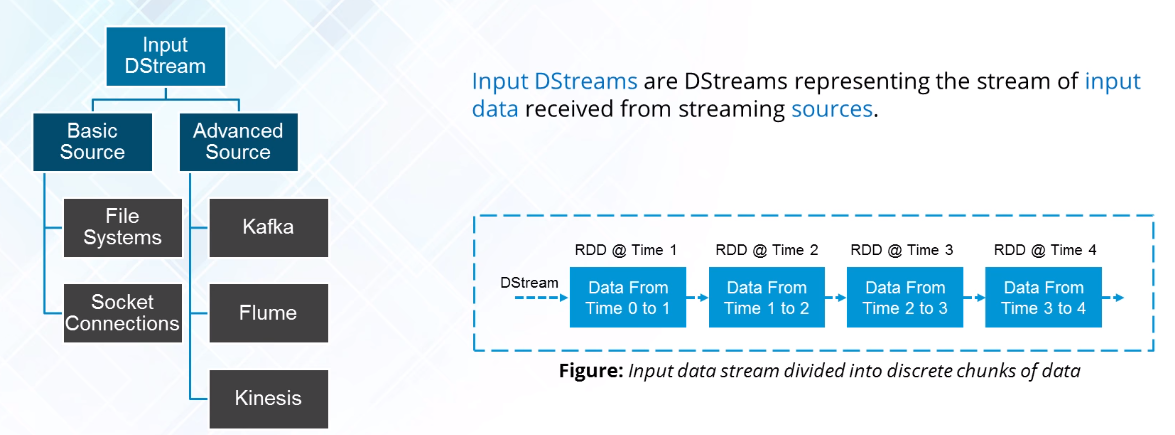 Input
DStream
Basic
Source
Advanced
Source
File
Systems
Kafka
Socket
Connections
Flume
Kinesis
Input DStreams are DStreams representing the stream of input
data received from streaming sources.
RDD @ Time 1
RDD @ Time 2
RDD @ Time 3
RDD @ Time 4
DStream
Data From
Time 0 to 1
Data From
Time 1 to 2
Data From
Time 2 to 3
Data From
Time 3 to 4
Figure: Input data stream divided into discrete chunks of data